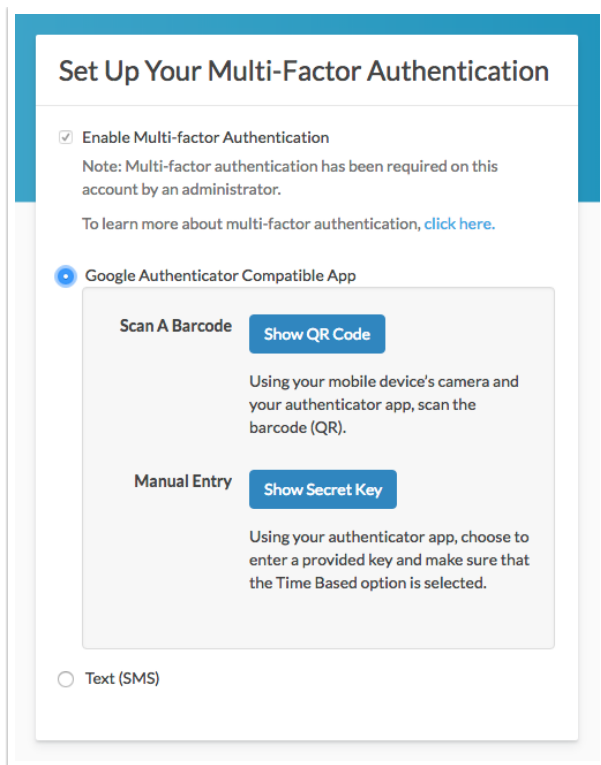 Set Up Your Multi-Factor Authentication
Enable Multi-factor Authentication
Note: Multi-factor authentication has been required on this
account by an administrator.
To learn more about multi-factor authentication, click here.
Google Authenticator Compatible App
Scan A Barcode
Show QR Code
Using your mobile device's camera and
your authenticator app, scan the
barcode (QR).
Manual Entry
Show Secret Key
Using your authenticator app, choose to
enter a provided key and make sure that
the Time Based option is selected.
Text (SMS)